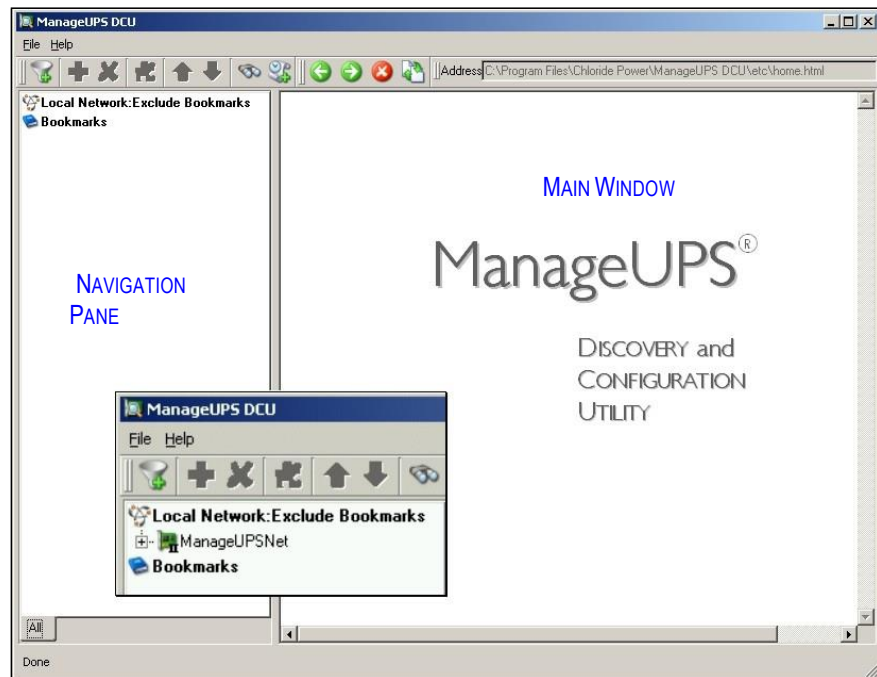 ManageUPS DCU
File Help
Address C:\Program Files\Chloride Power\ManageUPS DCU\etc\home.html
Local Network:Exclude Bookmarks
Bookmarks
MAIN WINDOW
ManageUPS®
NAVIGATION
PANE
DISCOVERY and
CONFIGURATION
UTILITY
ManageUPS DCU
File Help
Local Network:Exclude Bookmarks
ManageUPSNet
Bookmarks
All
Done